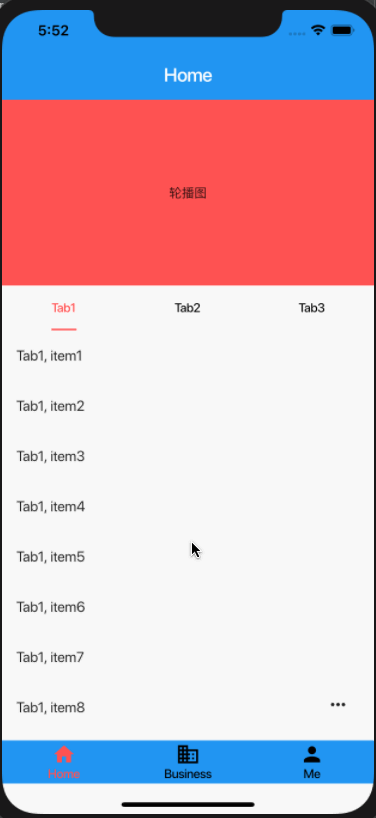 5:52
Home
轮播图
Tab1 Tab2 Tab3
Tab1, item1
Tab1, item2
Tab1, item3
Tab1, item4
Tab1, item5
Tab1, item6
Tab1, item7
Tab1, item8
Home Business Me